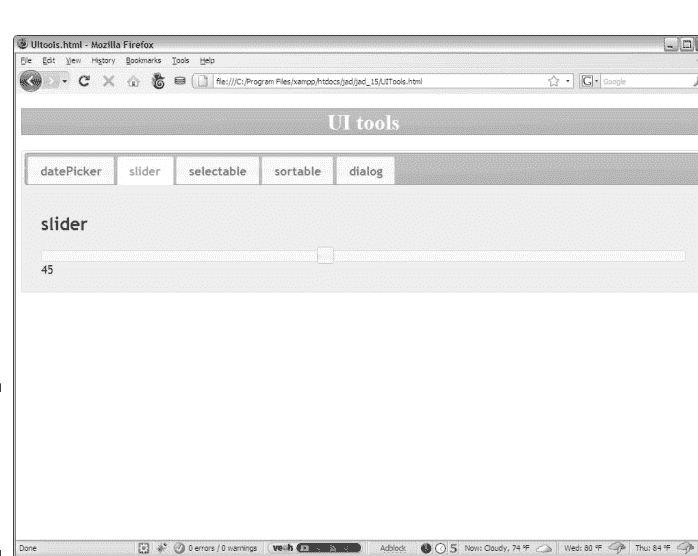 UItools.html - Mozilla Firefox
File Edit View History Bookmarks Tools Help
file:///C:/Program Files/xampp/htdocs/jad/jad_15/UITools.html
G Google
UI tools
datePicker slider selectable sortable dialog
slider
45
Done 0 errors / 0 warnings veoh Adblock 5 Now: Cloudy, 74 °F Wed: 80 °F Thu: 84 °F